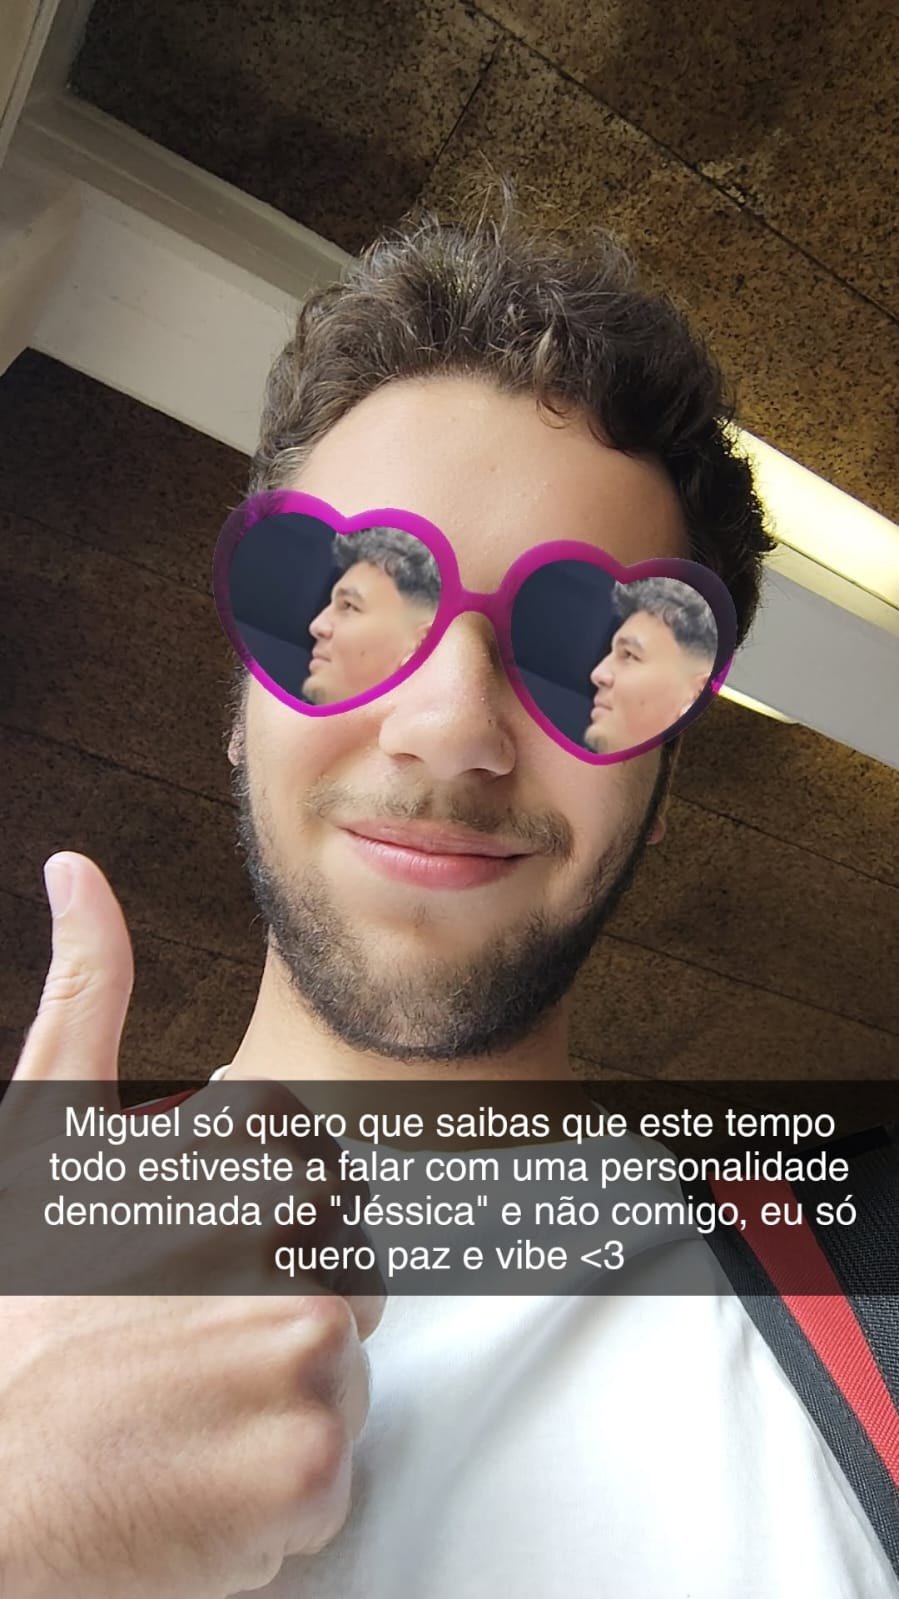 Miguel só quero que saibas que este tempo
todo estiveste a falar com uma personalidade
denominada de "Jéssica" e não comigo, eu só
quero paz e vibe <3